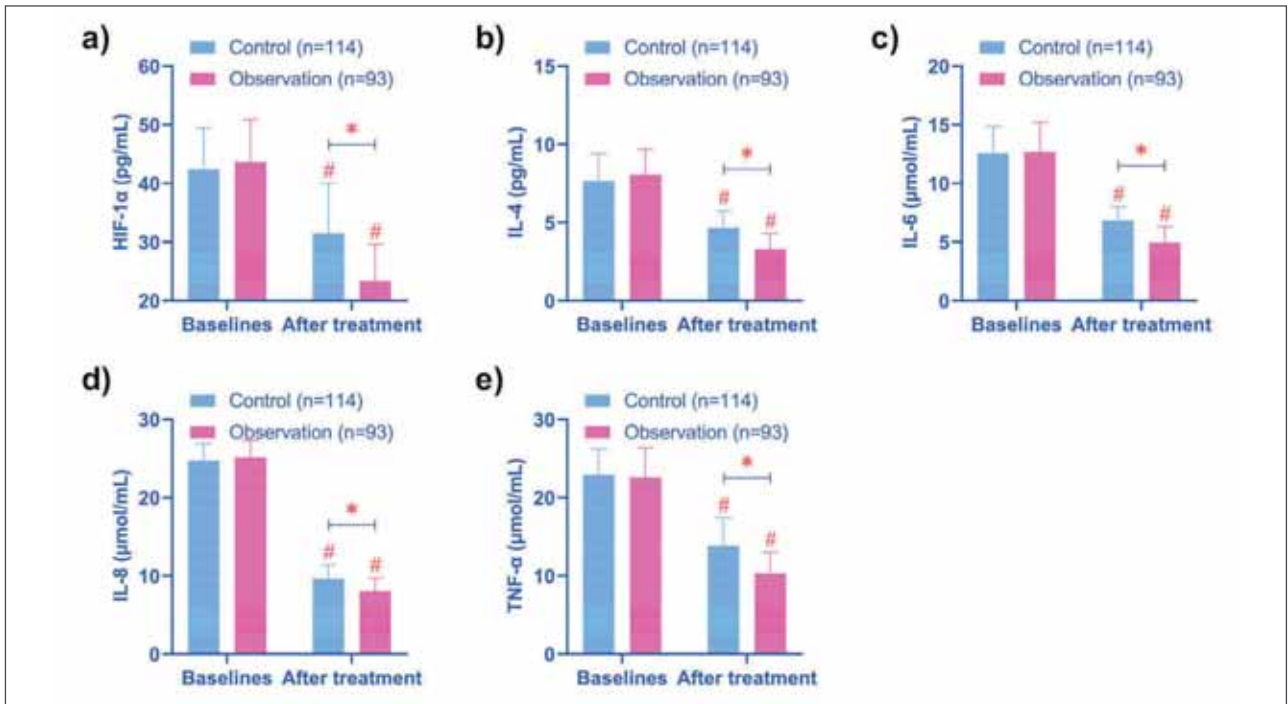 a)
Control (n=114)
Observation (n=93)
HIF-1α (pg/mL)
60
50
40
30
20
*
#
#
Baselines After treatment
b)
Control (n=114)
Observation (n=93)
IL-4 (pg/mL)
15
10
5
0
*
#
#
Baselines After treatment
c)
Control (n=114)
Observation (n=93)
IL-6 (µmol/mL)
20
15
10
5
0
*
#
#
Baselines After treatment
d)
Control (n=114)
Observation (n=93)
IL-8 (µmol/mL)
30
20
10
0
*
#
#
Baselines After treatment
e)
Control (n=114)
Observation (n=93)
TNF-α (µmol/mL)
30
20
10
0
*
#
#
Baselines After treatment